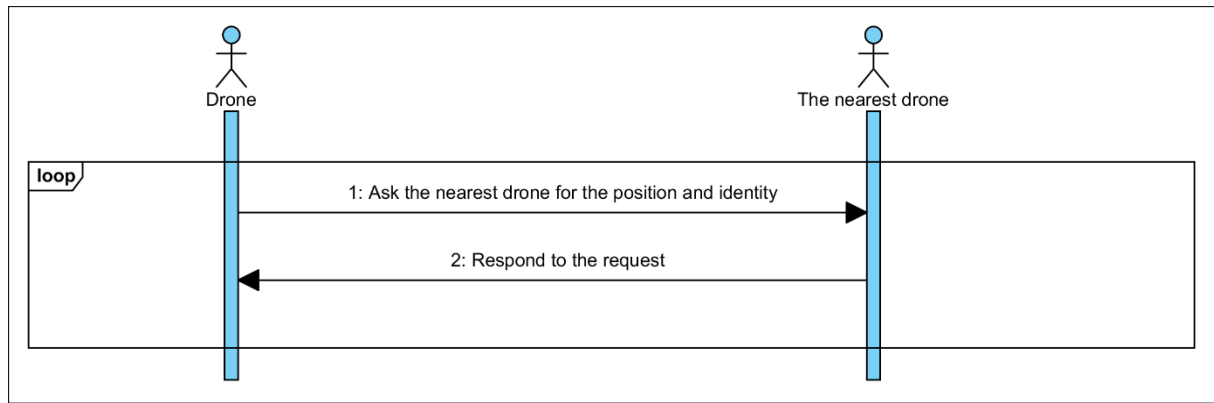 Drone
The nearest drone
loop
1: Ask the nearest drone for the position and identity
2: Respond to the request